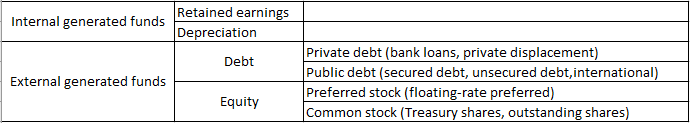 Internal generated funds
Retained earnings
Depreciation
External generated funds
Debt
Private debt (bank loans, private displacement)
Public debt (secured debt, unsecured debt,international)
Equity
Preferred stock (floating-rate preferred)
Common stock (Treasury shares, outstanding shares)